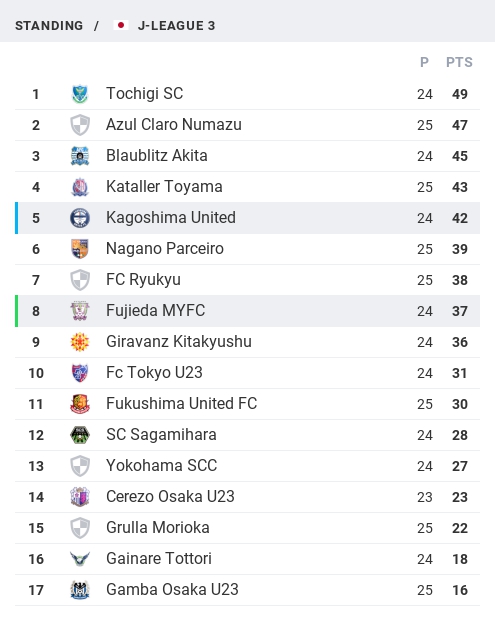 STANDING / J-LEAGUE 3
P PTS
1 Tochigi SC 24 49
2 Azul Claro Numazu 25 47
3 Blaublitz Akita 24 45
4 Kataller Toyama 25 43
5 Kagoshima United 24 42
6 Nagano Parceiro 25 39
7 FC Ryukyu 25 38
8 Fujieda MYFC 24 37
9 Giravanz Kitakyushu 24 36
10 Fc Tokyo U23 24 31
11 Fukushima United FC 25 30
12 SC Sagamihara 24 28
13 Yokohama SCC 24 27
14 Cerezo Osaka U23 23 23
15 Grulla Morioka 25 22
16 Gainare Tottori 24 18
17 Gamba Osaka U23 25 16